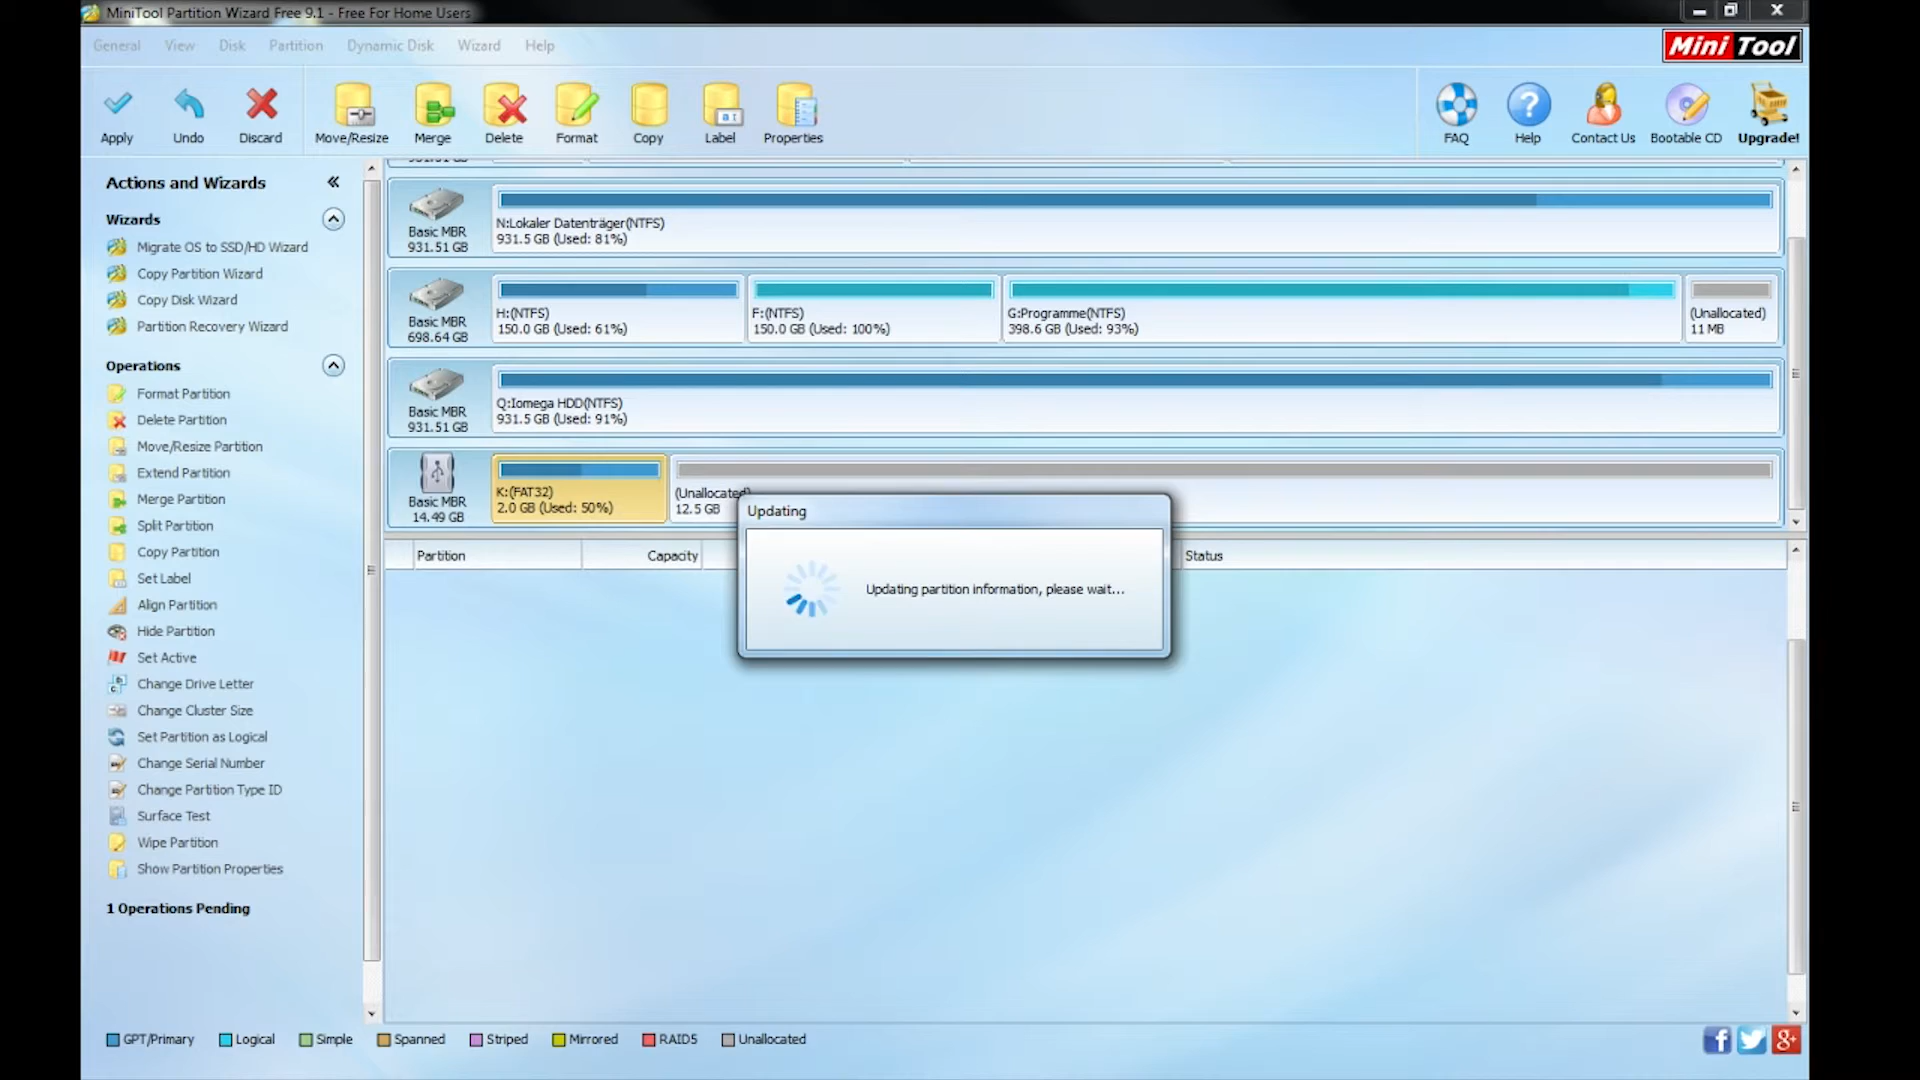 MiniTool Partition Wizard Free 9.1 - Free For Home Users
General View Disk Partition Dynamic Disk Wizard Help
Mini Tool
Apply Undo Discard Move/Resize Merge Delete Format Copy Label Properties
FAQ Help Contact Us Bootable CD Upgrade!
Actions and Wizards
Wizards
Migrate OS to SSD/HD Wizard
Copy Partition Wizard
Copy Disk Wizard
Partition Recovery Wizard
Operations
Format Partition
Delete Partition
Move/Resize Partition
Extend Partition
Merge Partition
Split Partition
Copy Partition
Set Label
Align Partition
Hide Partition
Set Active
Change Drive Letter
Change Cluster Size
Set Partition as Logical
Change Serial Number
Change Partition Type ID
Surface Test
Wipe Partition
Show Partition Properties
1 Operations Pending
931.51 GB
Basic MBR
931.51 GB
N:Lokaler Datenträger(NTFS)
931.5 GB (Used: 81%)
Basic MBR
698.64 GB
H:(NTFS)
150.0 GB (Used: 61%)
F:(NTFS)
150.0 GB (Used: 100%)
G:Programme(NTFS)
398.6 GB (Used: 93%)
(Unallocated)
11 MB
Basic MBR
931.51 GB
Q:Iomega HDD(NTFS)
931.5 GB (Used: 91%)
Basic MBR
14.49 GB
K:(FAT32)
2.0 GB (Used: 50%)
(Unallocated)
12.5 GB
Partition Capacity Status
Updating
Updating partition information, please wait...
GPT/Primary Logical Simple Spanned Striped Mirrored RAID5 Unallocated